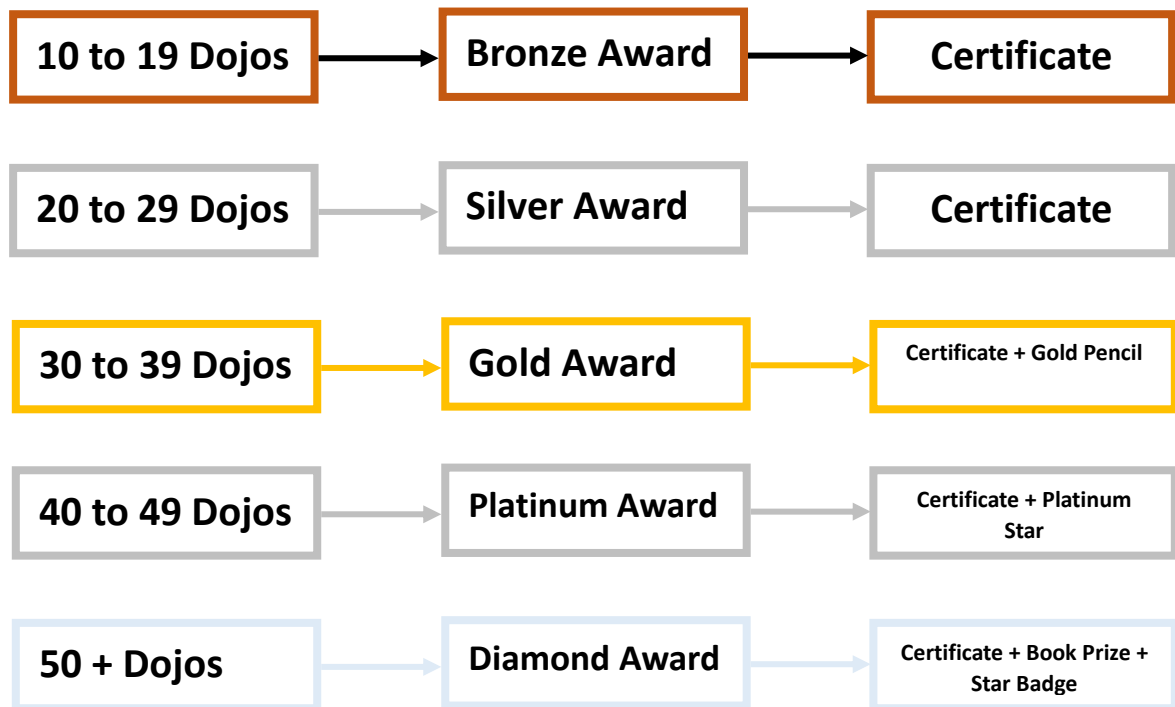 10 to 19 Dojos
Bronze Award
Certificate
20 to 29 Dojos
Silver Award
Certificate
30 to 39 Dojos
Gold Award
Certificate + Gold Pencil
40 to 49 Dojos
Platinum Award
Certificate + Platinum
Star
50 + Dojos
Diamond Award
Certificate + Book Prize +
Star Badge